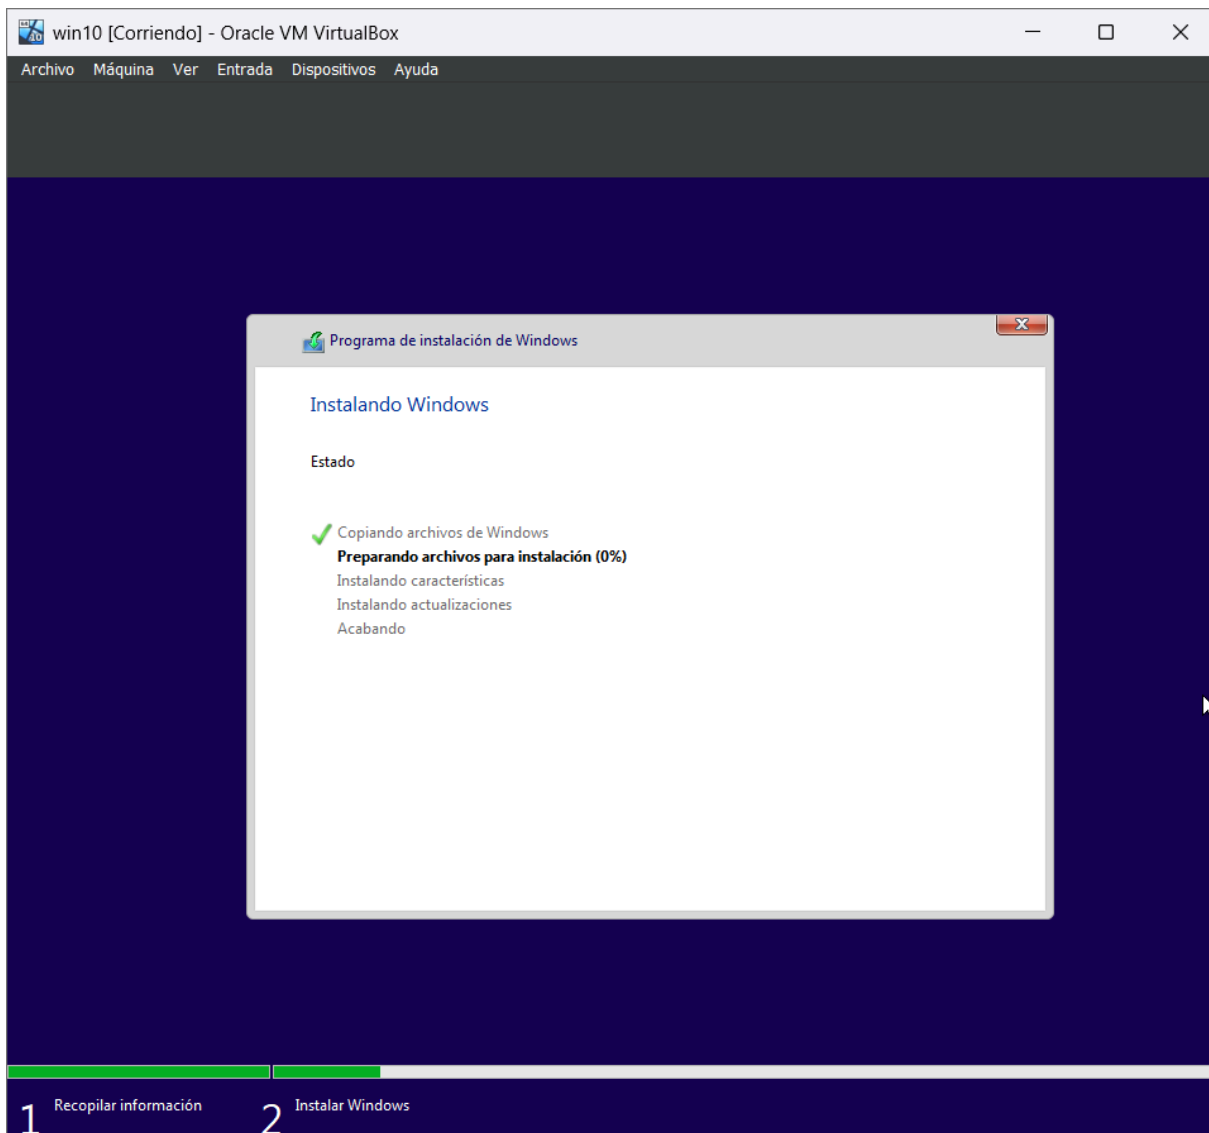 win10 [Corriendo] - Oracle VM VirtualBox
Archivo Máquina Ver Entrada Dispositivos Ayuda
Programa de instalación de Windows
Instalando Windows
Estado
Copiando archivos de Windows
Preparando archivos para instalación (0%)
Instalando características
Instalando actualizaciones
Acabando
1 Recopilar información 2 Instalar Windows